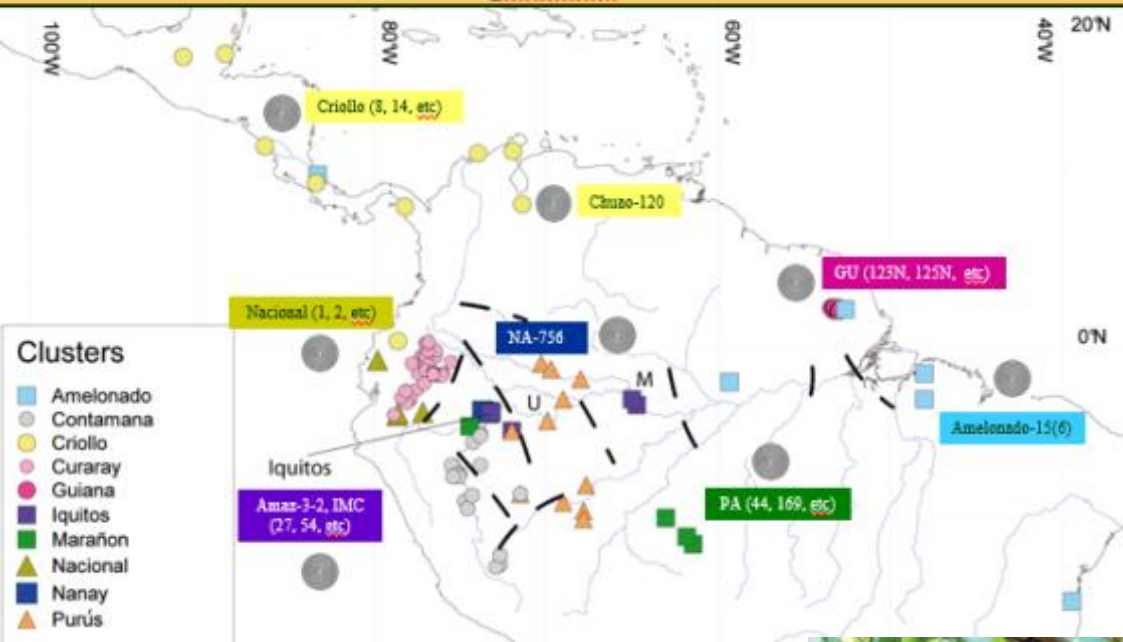 100°W
80°W
60°W
40°W
20°N
Criollo (8, 14, etc)
Chuao-120
GU (123N, 125N, etc)
Nacional (1, 2, etc)
NA-756
0°N
M
U
Amelonado-15(6)
Iquitos
Amaz-3-2, IMC
(27, 54, etc)
PA (44, 169, etc)
Clusters
Amelonado
Contamana
Criollo
Curaray
Guiana
Iquitos
Marañon
Nacional
Nanay
Purús